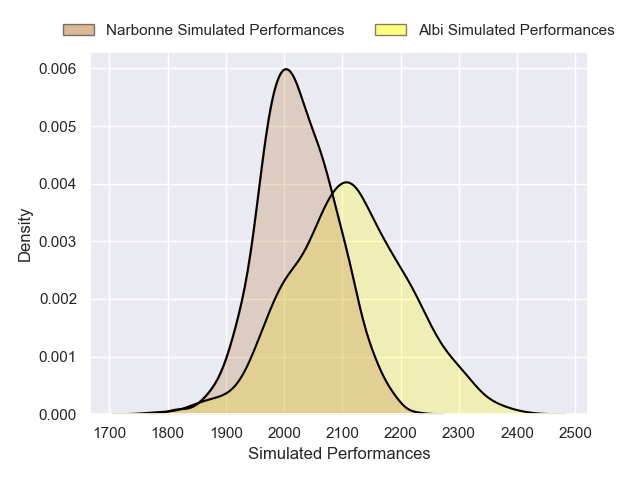 Narbonne Simulated Performances Albi Simulated Performances
0.006
0.005
0.004
0.003
0.002
0.001
0.000
Density
1700 1800 1900 2000 2100 2200 2300 2400 2500
Simulated Performances